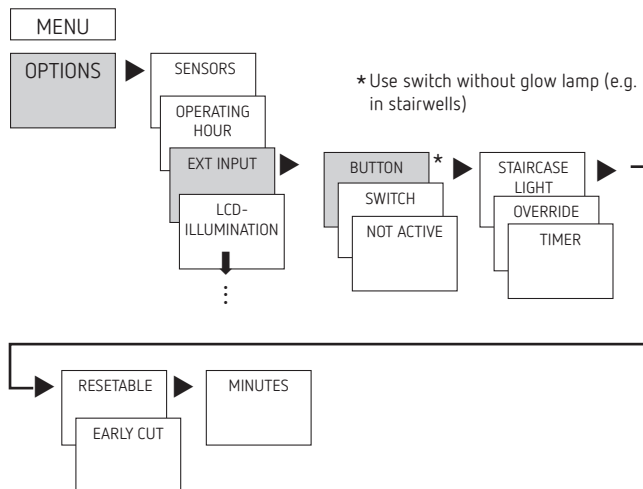 MENU
OPTIONS
SENSORS
OPERATING
HOUR
EXT INPUT
LCD-
ILLUMINATION
* Use switch without glow lamp (e.g.
in stairwells)
BUTTON *
SWITCH
NOT ACTIVE
STAIRCASE
LIGHT
OVERRIDE
TIMER
RESETABLE
EARLY CUT
MINUTES